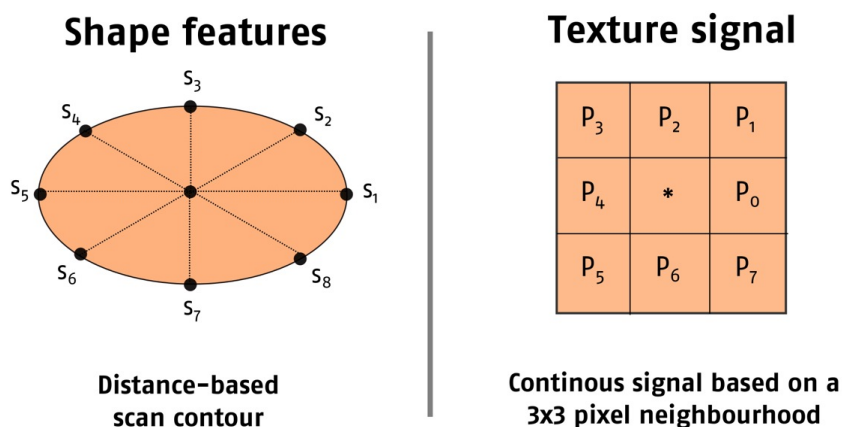 Shape features
S₃
S₄
S₂
S₅
S₁
S₆
S₈
S₇
Distance-based
scan contour
Texture signal
P₃ P₂ P₁
P₄ * P₀
P₅ P₆ P₇
Continous signal based on a
3x3 pixel neighbourhood